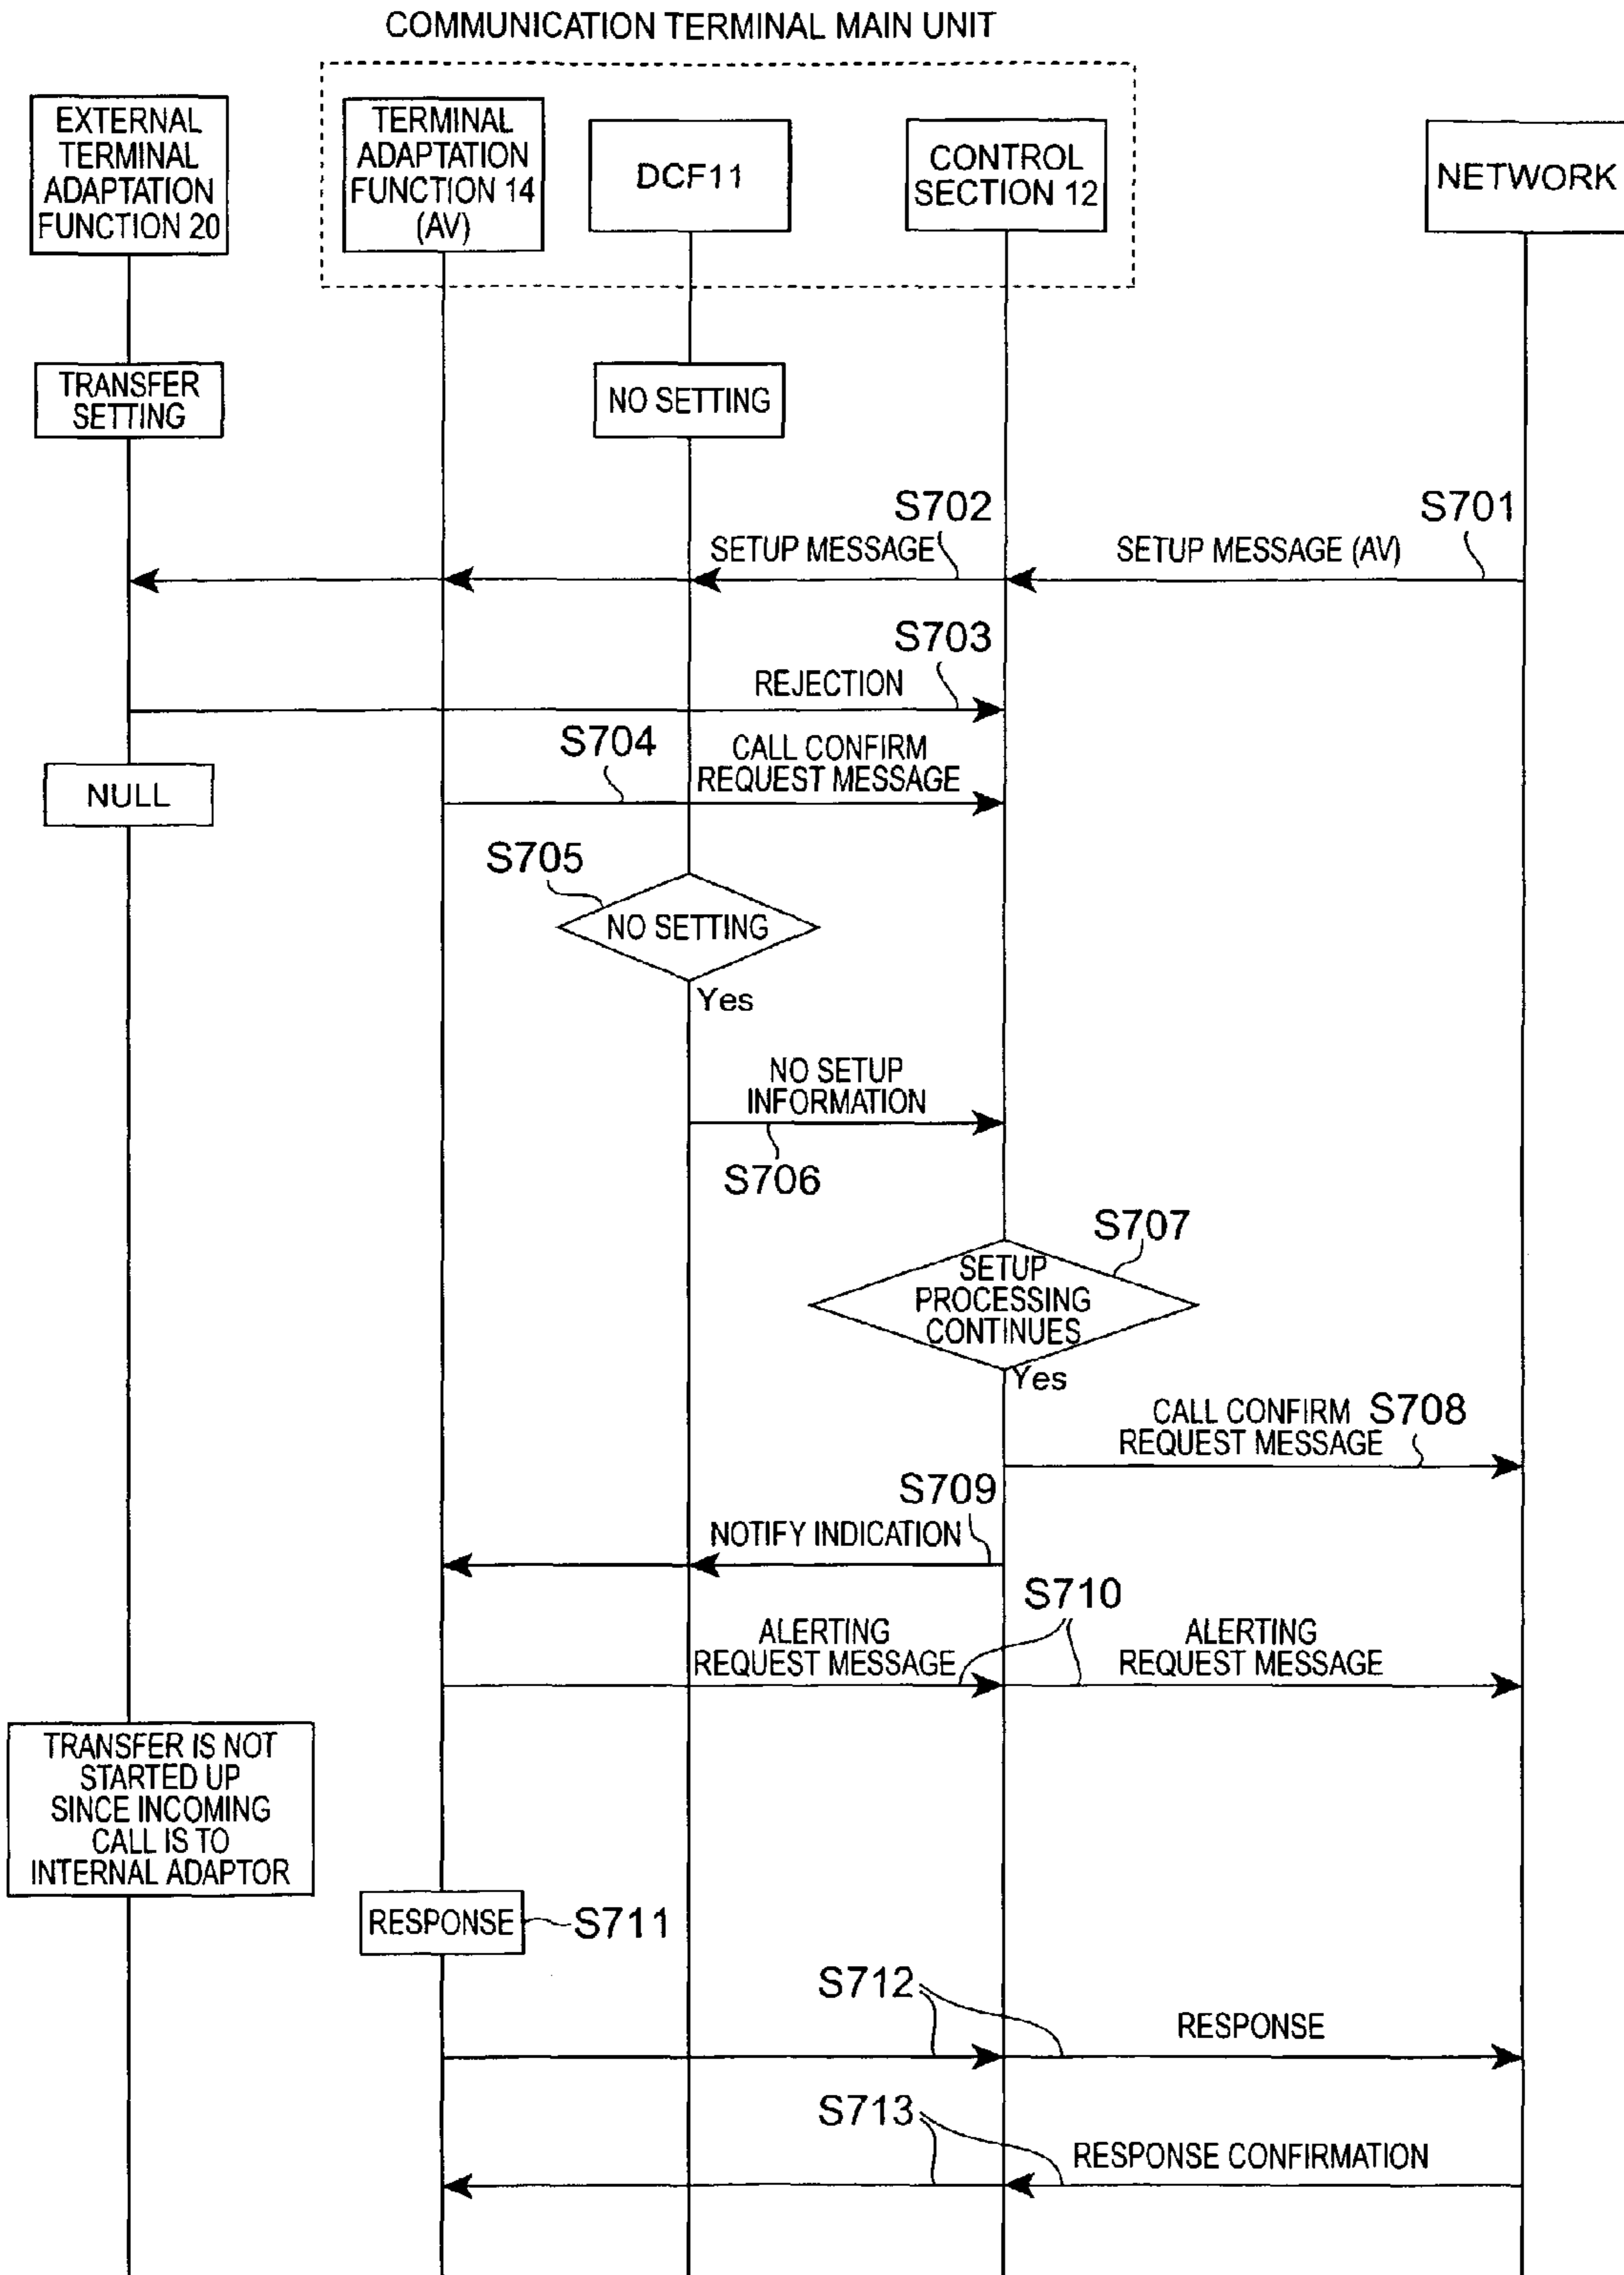 COMMUNICATION TERMINAL MAIN UNIT
EXTERNAL
TERMINAL
ADAPTATION
FUNCTION 20
TERMINAL
ADAPTATION
FUNCTION 14
(AV)
DCF11
CONTROL
SECTION 12
NETWORK
TRANSFER
SETTING
NO SETTING
S702
SETUP MESSAGE
S701
SETUP MESSAGE (AV)
S703
REJECTION
NULL
S704
CALL CONFIRM
REQUEST MESSAGE
S705
NO SETTING
Yes
NO SETUP
INFORMATION
S706
S707
SETUP
PROCESSING
CONTINUES
Yes
CALL CONFIRM S708
REQUEST MESSAGE
S709
NOTIFY INDICATION
S710
ALERTING
REQUEST MESSAGE
ALERTING
REQUEST MESSAGE
TRANSFER IS NOT
STARTED UP
SINCE INCOMING
CALL IS TO
INTERNAL ADAPTOR
RESPONSE
S711
S712
RESPONSE
S713
RESPONSE CONFIRMATION